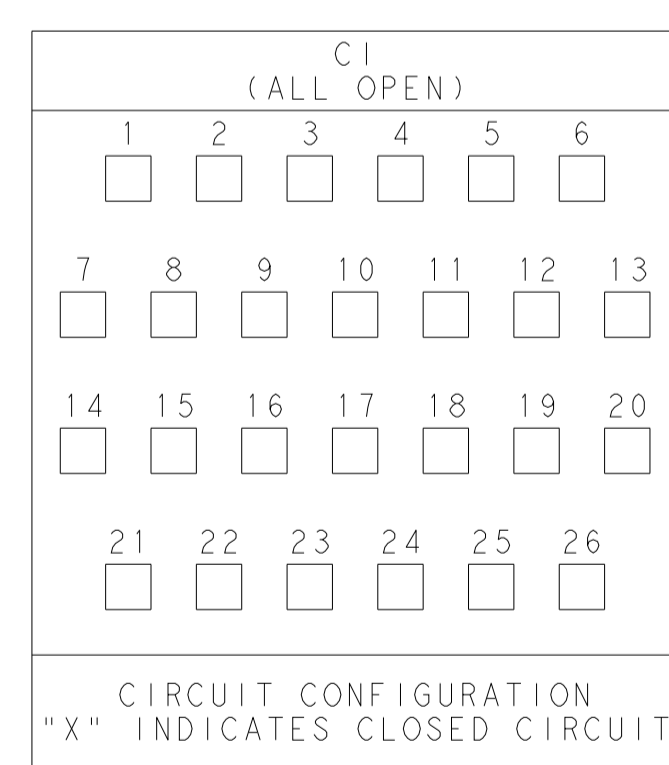 C1
(ALL OPEN)
1 2 3 4 5 6
7 8 9 10 11 12 13
14 15 16 17 18 19 20
21 22 23 24 25 26
CIRCUIT CONFIGURATION
"X" INDICATES CLOSED CIRCUIT